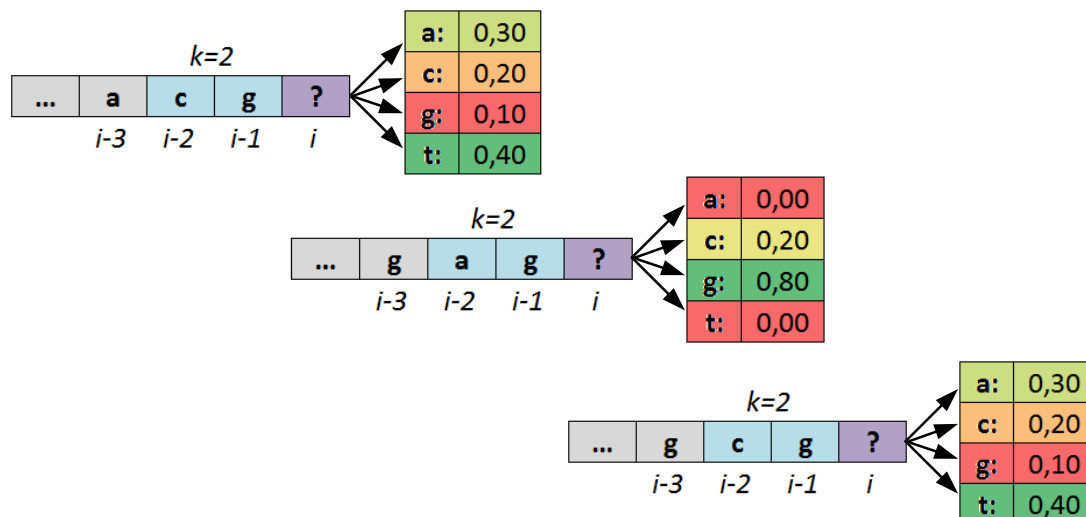 k=2
... a c g ?
i-3 i-2 i-1 i
a: 0,30
c: 0,20
g: 0,10
t: 0,40
k=2
... g a g ?
i-3 i-2 i-1 i
a: 0,00
c: 0,20
g: 0,80
t: 0,00
k=2
... g c g ?
i-3 i-2 i-1 i
a: 0,30
c: 0,20
g: 0,10
t: 0,40